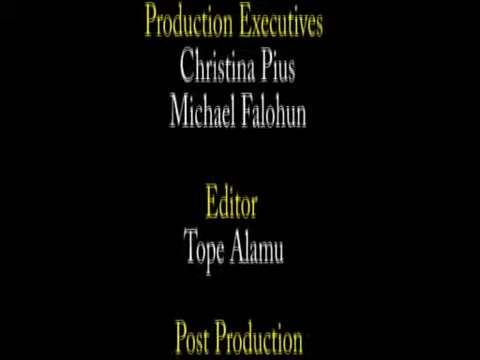 Production Executives
Christina Pius
Michael Falohun
Editor
Tope Alamu
Post Production